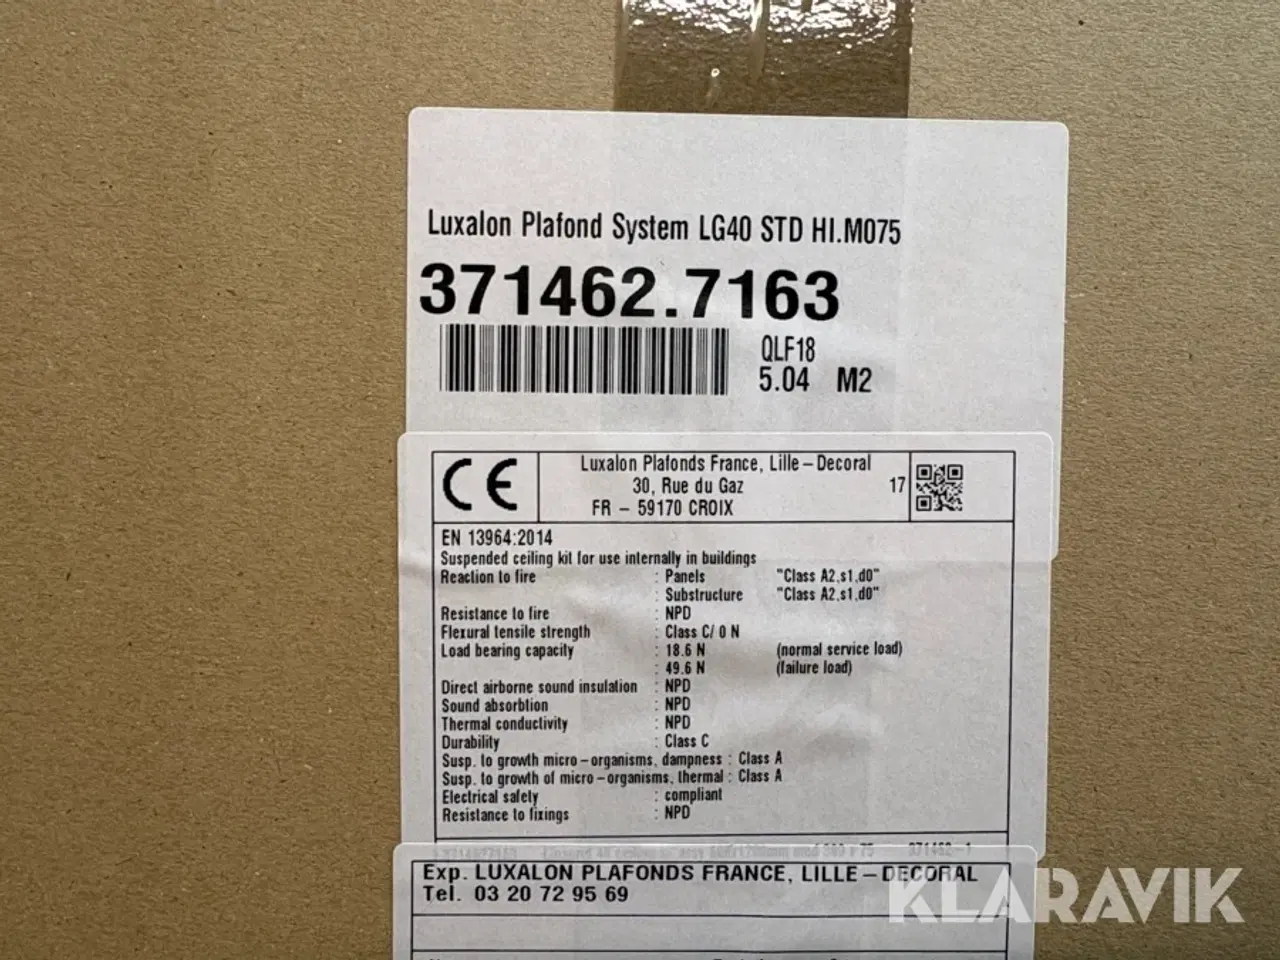 Luxalon Plafond System LG40 STD HI.M075
371462.7163
QLF18
5.04 M2
CE
Luxalon Plafonds France, Lille – Decoral
30, Rue du Gaz
17
FR – 59170 CROIX
EN 13964:2014
Suspended ceiling kit for use internally in buildings
Reaction to fire : Panels "Class A2,s1,d0"
: Substructure "Class A2,s1,d0"
Resistance to fire : NPD
Flexural tensile strength : Class C/ 0 N
Load bearing capacity : 18.6 N (normal service load)
: 49.6 N (failure load)
Direct airborne sound insulation : NPD
Sound absorbtion : NPD
Thermal conductivity : NPD
Durability : Class C
Susp. to growth micro – organisms, dampness : Class A
Susp. to growth of micro – organisms, thermal : Class A
Electrical safety : compliant
Resistance to fixings : NPD
371462-1
Exp. LUXALON PLAFONDS FRANCE, LILLE – DECORAL
Tel. 03 20 72 95 69
KLARAVIK